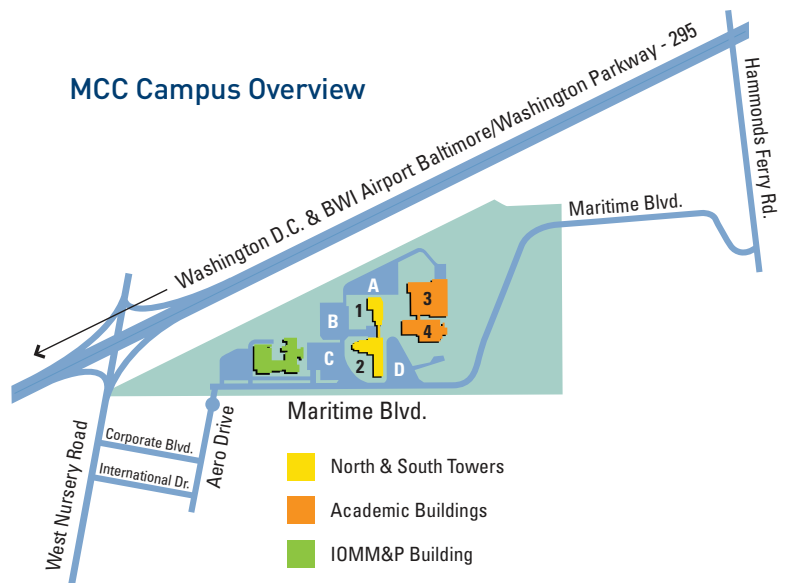 MCC Campus Overview
Washington D.C. & BWI Airport Baltimore/Washington Parkway - 295
Hammonds Ferry Rd.
Maritime Blvd.
A
1
3
B
4
C
2
D
Maritime Blvd.
Aero Drive
Corporate Blvd.
International Dr.
West Nursery Road
North & South Towers
Academic Buildings
IOMM&P Building